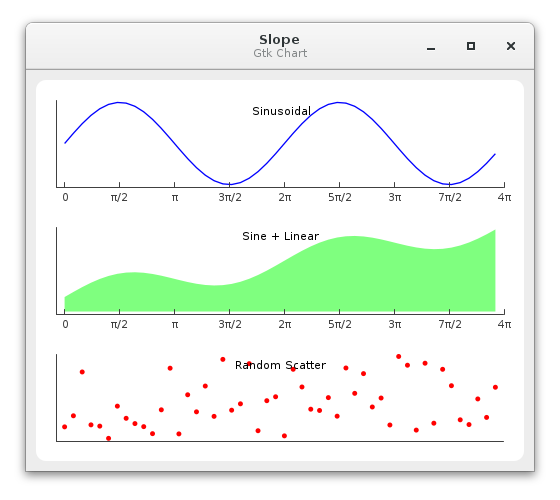 Slope
Gtk Chart
Sinusoidal
0 π/2 π 3π/2 2π 5π/2 3π 7π/2 4π
Sine + Linear
0 π/2 π 3π/2 2π 5π/2 3π 7π/2 4π
Random Scatter